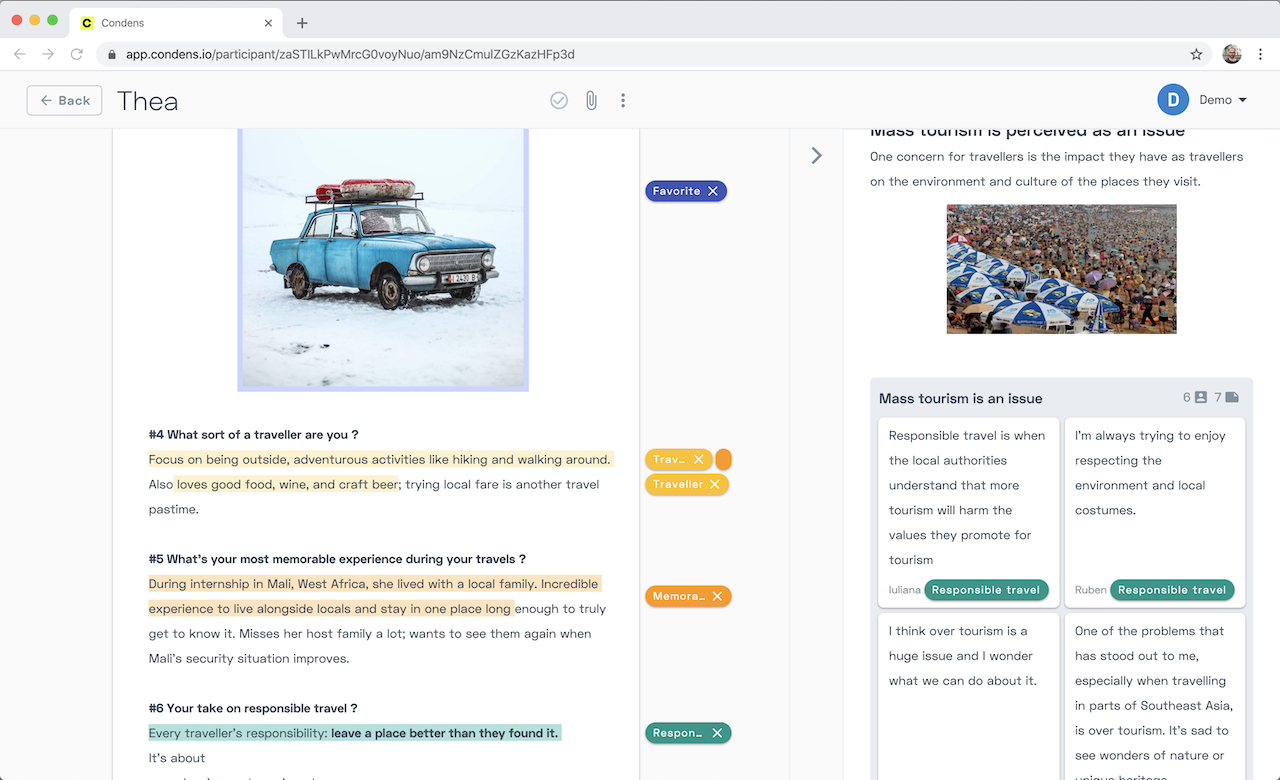 Condens
app.condens.io/participant/zaSTlLkPwMrcG0voyNuo/am9NzCmulZGzKazHFp3d
Back
Thea
D
Demo
Favorite
#4 What sort of a traveller are you ?
Focus on being outside, adventurous activities like hiking and walking around.
Also loves good food, wine, and craft beer; trying local fare is another travel
pastime.
Trav…
Traveller
#5 What's your most memorable experience during your travels ?
During internship in Mali, West Africa, she lived with a local family. Incredible
experience to live alongside locals and stay in one place long enough to truly
get to know it. Misses her host family a lot; wants to see them again when
Mali's security situation improves.
Memora…
#6 Your take on responsible travel ?
Every traveller's responsibility: leave a place better than they found it.
It's about
Respon…
Mass tourism is perceived as an issue
One concern for travellers is the impact they have as travellers
on the environment and culture of the places they visit.
Mass tourism is an issue
6 7
Responsible travel is when
the local authorities
understand that more
tourism will harm the
values they promote for
tourism
Iuliana Responsible travel
I'm always trying to enjoy
respecting the
environment and local
costumes.
Ruben Responsible travel
I think over tourism is a
huge issue and I wonder
what we can do about it.
One of the problems that
has stood out to me,
especially when travelling
in parts of Southeast Asia,
is over tourism. It's sad to
see wonders of nature or
unique heritage